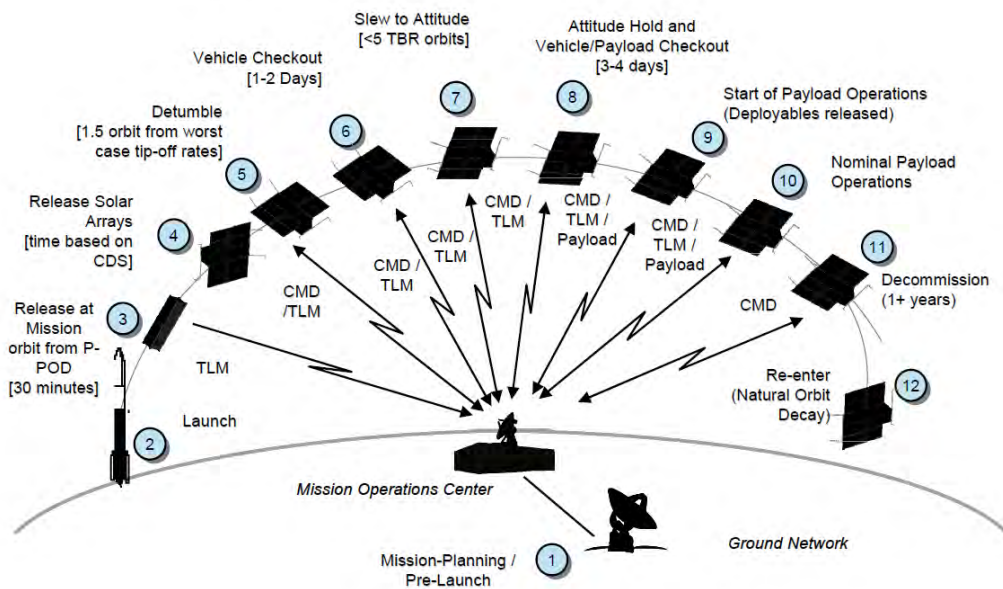 1
Mission-Planning /
Pre-Launch
Mission Operations Center
Ground Network
2
Launch
3
Release at
Mission
orbit from P-
POD
[30 minutes]
TLM
4
Release Solar
Arrays
[time based on
CDS]
5
Detumble
[1.5 orbit from worst
case tip-off rates]
CMD
/TLM
6
Vehicle Checkout
[1-2 Days]
CMD /
TLM
7
Slew to Attitude
[<5 TBR orbits]
CMD /
TLM
8
Attitude Hold and
Vehicle/Payload Checkout
[3-4 days]
CMD /
TLM
9
Start of Payload Operations
(Deployables released)
CMD /
TLM /
Payload
10
Nominal Payload
Operations
CMD /
TLM /
Payload
11
Decommission
(1+ years)
CMD
12
Re-enter
(Natural Orbit
Decay)